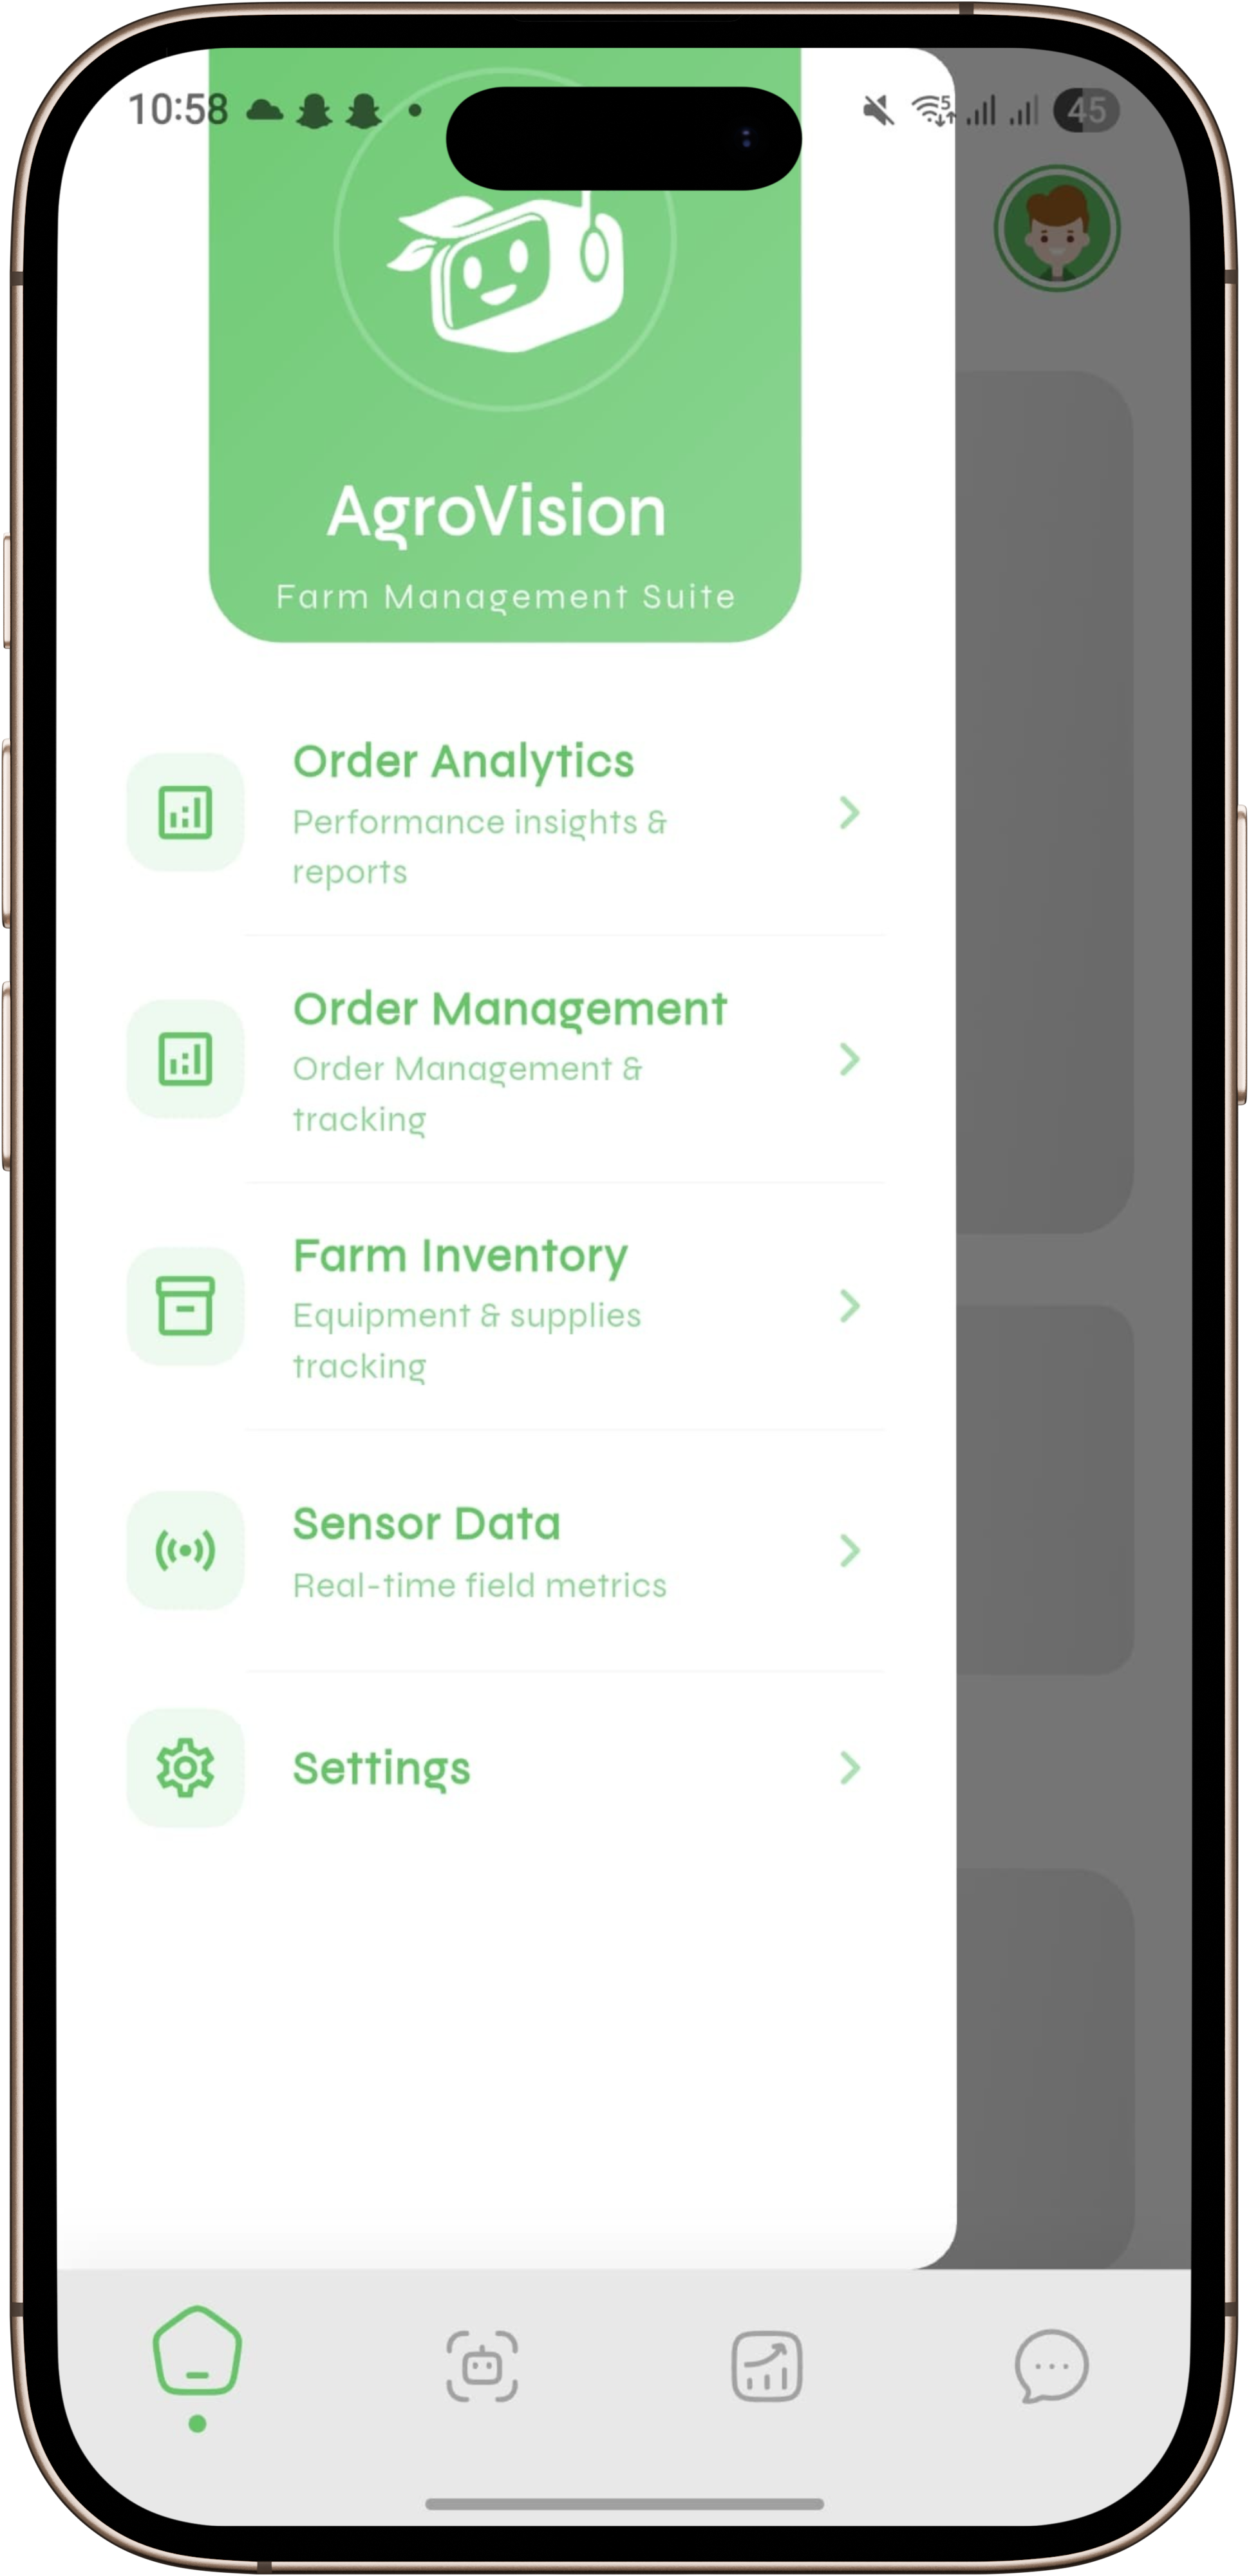 10:58
5
45
AgroVision
Farm Management Suite
Order Analytics
Performance insights &
reports
Order Management
Order Management &
tracking
Farm Inventory
Equipment & supplies
tracking
Sensor Data
Real-time field metrics
Settings